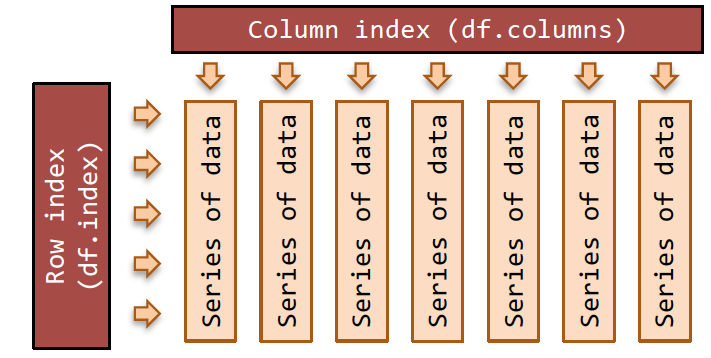 Column index (df.columns)
Row index
(df.index)
Series of data
Series of data
Series of data
Series of data
Series of data
Series of data
Series of data